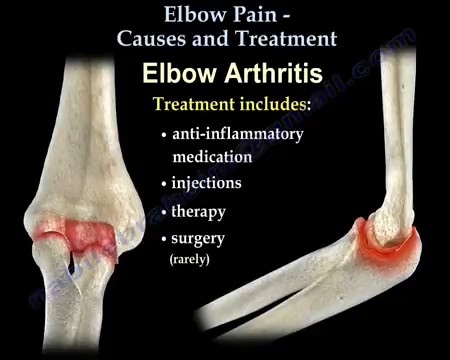 Elbow Pain -
Causes and Treatment
Elbow Arthritis
Treatment includes:
• anti-inflammatory
medication
• injections
• therapy
• surgery
(rarely)